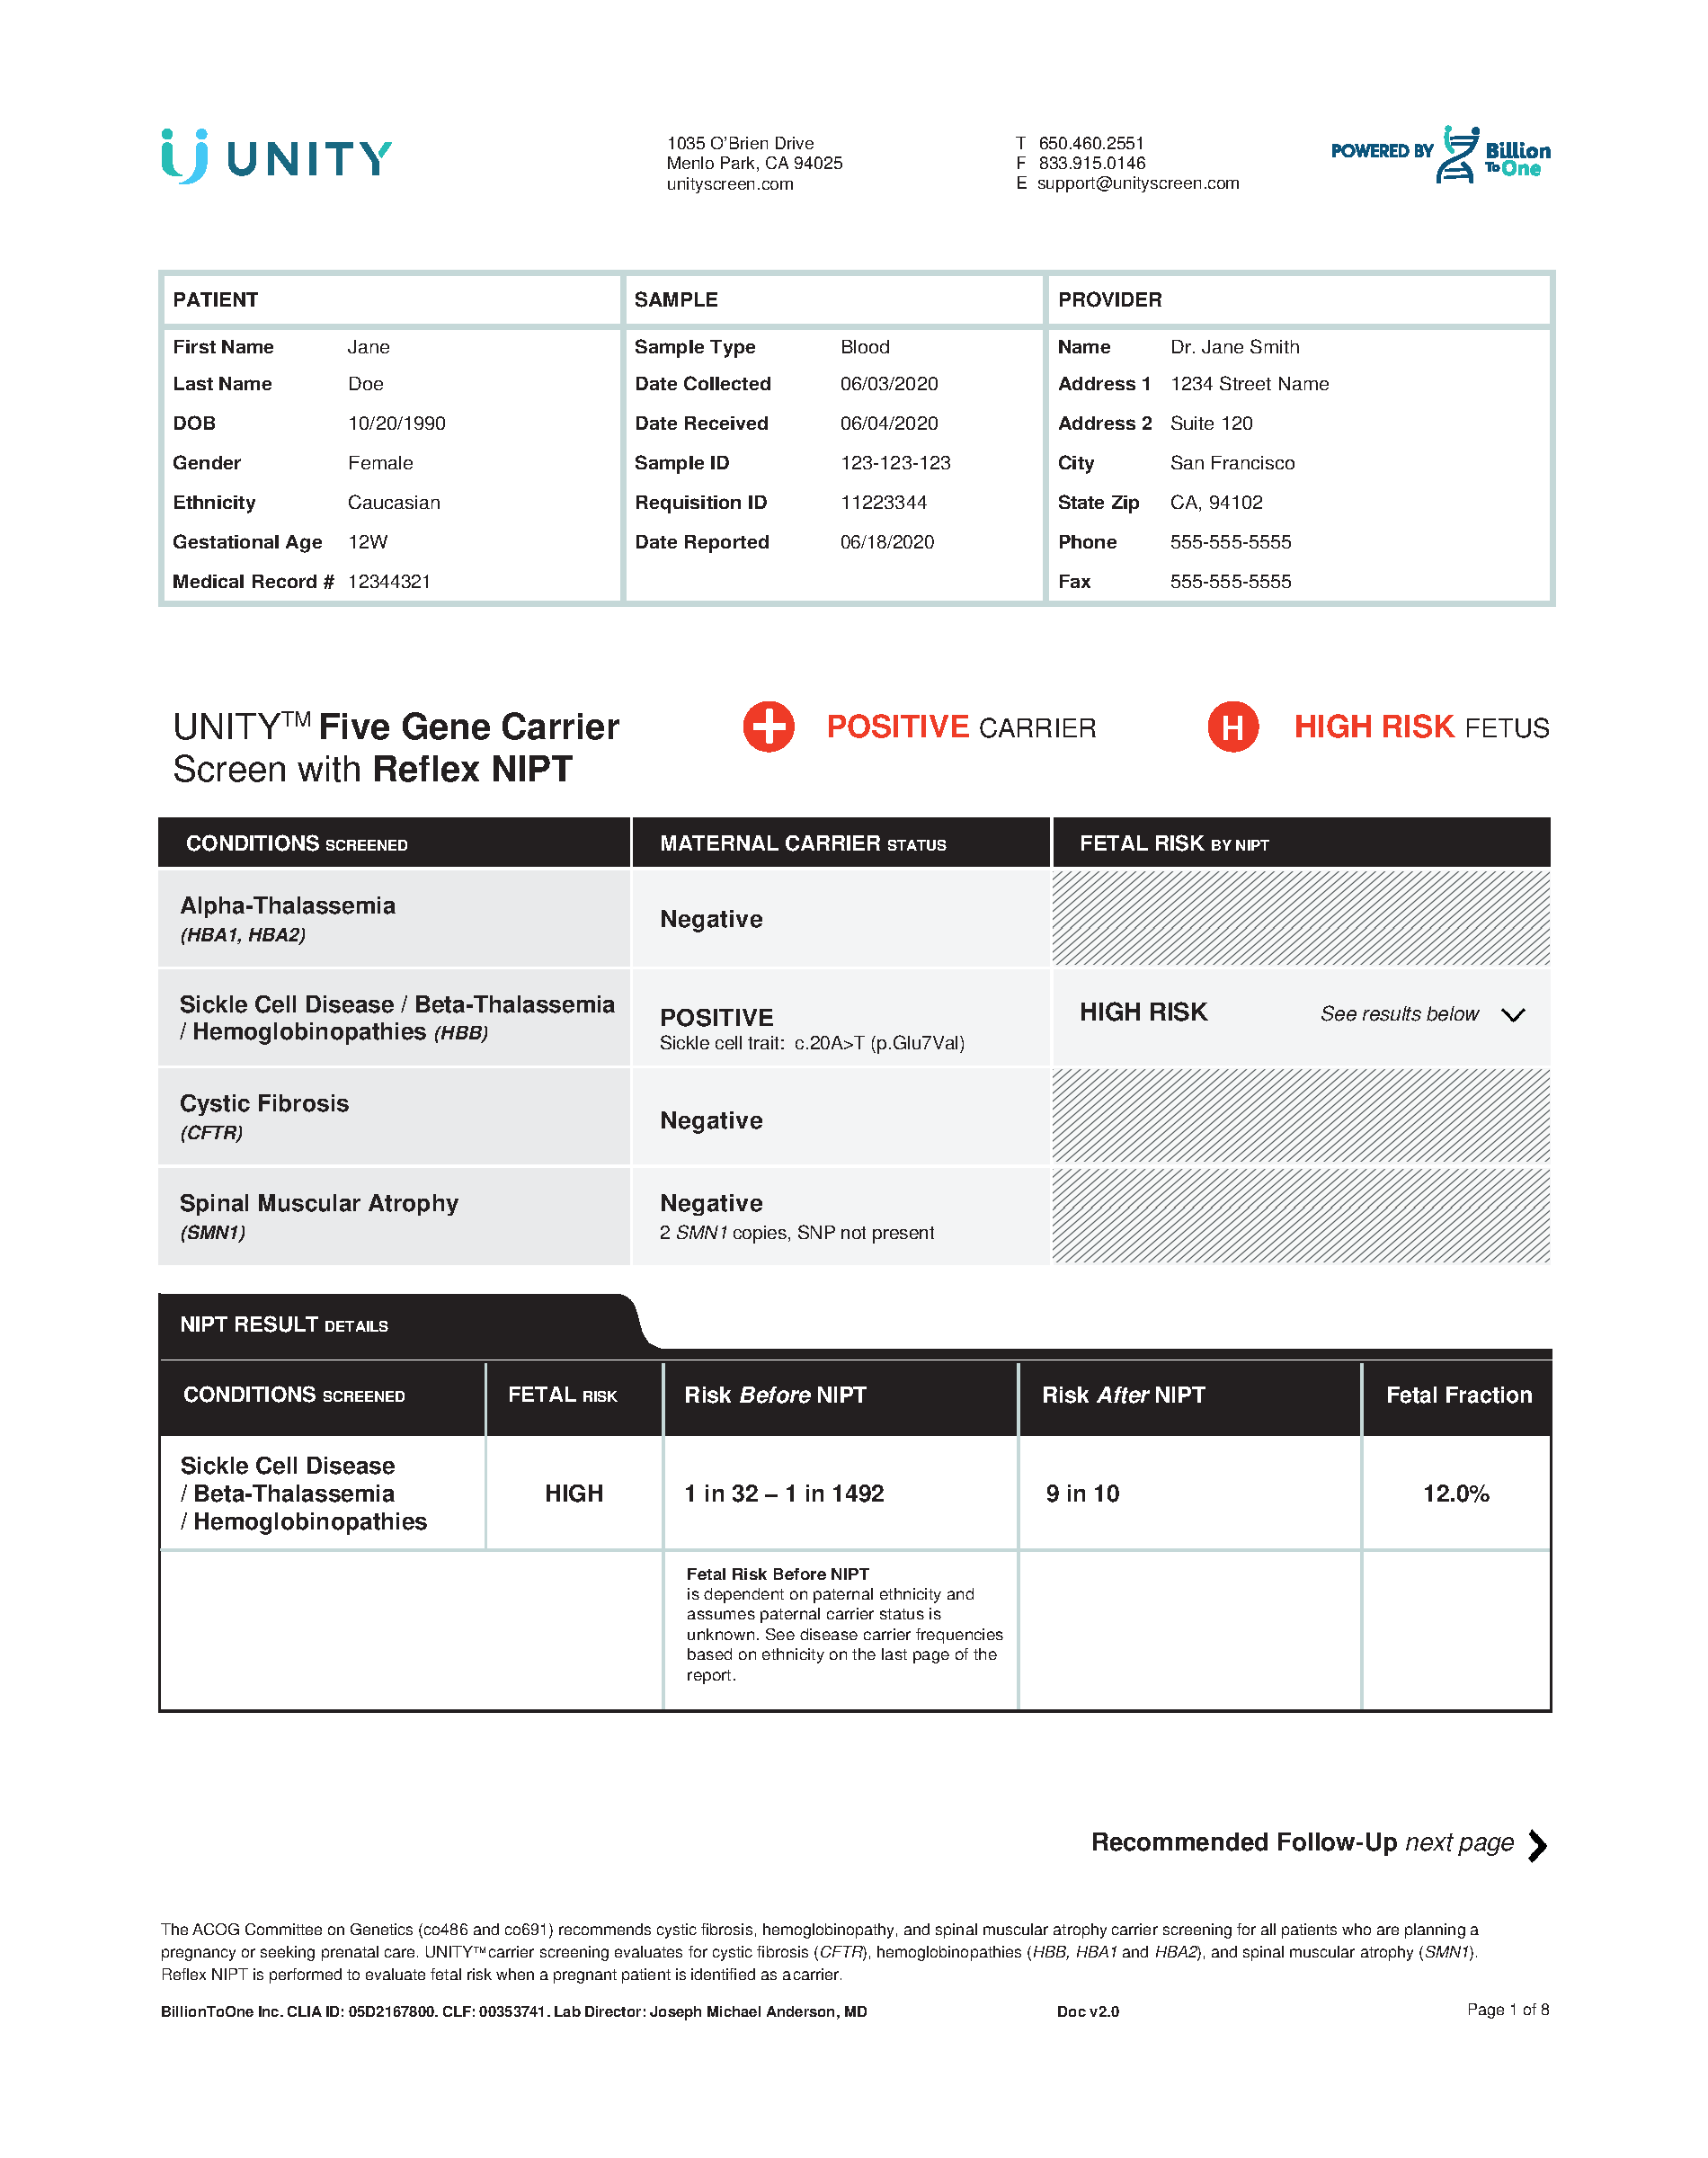 UNITY
1035 O'Brien Drive
Menlo Park, CA 94025
unityscreen.com
T 650.460.2551
F 833.915.0146
E support@unityscreen.com
POWERED BY Billion To One
PATIENT
First Name Jane
Last Name Doe
DOB 10/20/1990
Gender Female
Ethnicity Caucasian
Gestational Age 12W
Medical Record # 12344321
SAMPLE
Sample Type Blood
Date Collected 06/03/2020
Date Received 06/04/2020
Sample ID 123-123-123
Requisition ID 11223344
Date Reported 06/18/2020
PROVIDER
Name Dr. Jane Smith
Address 1 1234 Street Name
Address 2 Suite 120
City San Francisco
State Zip CA, 94102
Phone 555-555-5555
Fax 555-555-5555
UNITY™ Five Gene Carrier
Screen with Reflex NIPT
+ POSITIVE CARRIER
H HIGH RISK FETUS
CONDITIONS SCREENED MATERNAL CARRIER STATUS FETAL RISK BY NIPT
Alpha-Thalassemia
(HBA1, HBA2)
Negative
Sickle Cell Disease / Beta-Thalassemia
/ Hemoglobinopathies (HBB)
POSITIVE
Sickle cell trait: c.20A>T (p.Glu7Val)
HIGH RISK See results below
Cystic Fibrosis
(CFTR)
Negative
Spinal Muscular Atrophy
(SMN1)
Negative
2 SMN1 copies, SNP not present
NIPT RESULT DETAILS
CONDITIONS SCREENED FETAL RISK Risk Before NIPT Risk After NIPT Fetal Fraction
Sickle Cell Disease
/ Beta-Thalassemia
/ Hemoglobinopathies
HIGH 1 in 32 – 1 in 1492 9 in 10 12.0%
Fetal Risk Before NIPT
is dependent on paternal ethnicity and
assumes paternal carrier status is
unknown. See disease carrier frequencies
based on ethnicity on the last page of the
report.
Recommended Follow-Up next page
The ACOG Committee on Genetics (co486 and co691) recommends cystic fibrosis, hemoglobinopathy, and spinal muscular atrophy carrier screening for all patients who are planning a
pregnancy or seeking prenatal care. UNITY™ carrier screening evaluates for cystic fibrosis (CFTR), hemoglobinopathies (HBB, HBA1 and HBA2), and spinal muscular atrophy (SMN1).
Reflex NIPT is performed to evaluate fetal risk when a pregnant patient is identified as a carrier.
BillionToOne Inc. CLIA ID: 05D2167800. CLF: 00353741. Lab Director: Joseph Michael Anderson, MD Doc v2.0 Page 1 of 8